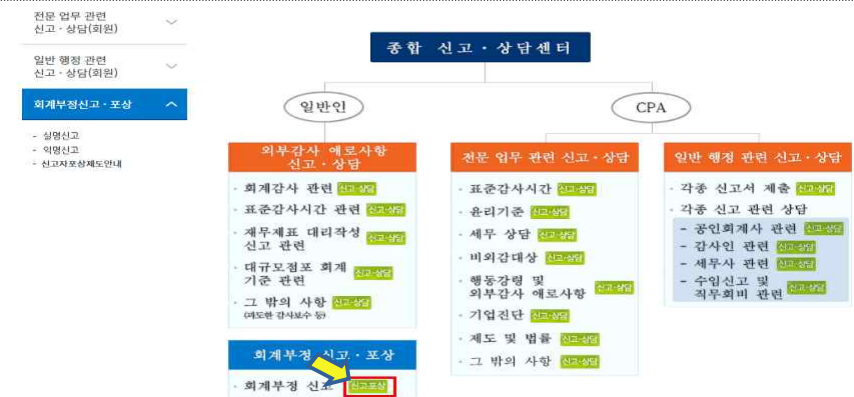 전문 업무 관련
신고 · 상담(회원)
일반 행정 관련
신고 · 상담(회원)
회계부정신고 · 포상
- 실명신고
- 익명신고
- 신고자포상제도안내
종합 신고 · 상담센터
일반인
CPA
외부감사 애로사항
신고 · 상담
· 회계감사 관련 신고·상담
· 표준감사시간 관련 신고·상담
· 재무제표 대리작성
신고 관련 신고·상담
· 대규모점포 회계
기준 관련 신고·상담
· 그 밖의 사항 신고·상담
(과도한 감사보수 등)
회계부정 신고 · 포상
· 회계부정 신고 신고·포상
전문 업무 관련 신고 · 상담
· 표준감사시간 신고·상담
· 윤리기준 신고·상담
· 세무 상담 신고·상담
· 비외감대상 신고·상담
· 행동강령 및
외부감사 애로사항 신고·상담
· 기업진단 신고·상담
· 제도 및 법률 신고·상담
· 그 밖의 사항 신고·상담
일반 행정 관련 신고 · 상담
· 각종 신고서 제출 신고·상담
· 각종 신고 관련 상담
- 공인회계사 관련 신고·상담
- 감사인 관련 신고·상담
- 세무사 관련 신고·상담
- 수임신고 및
직무회비 관련 신고·상담